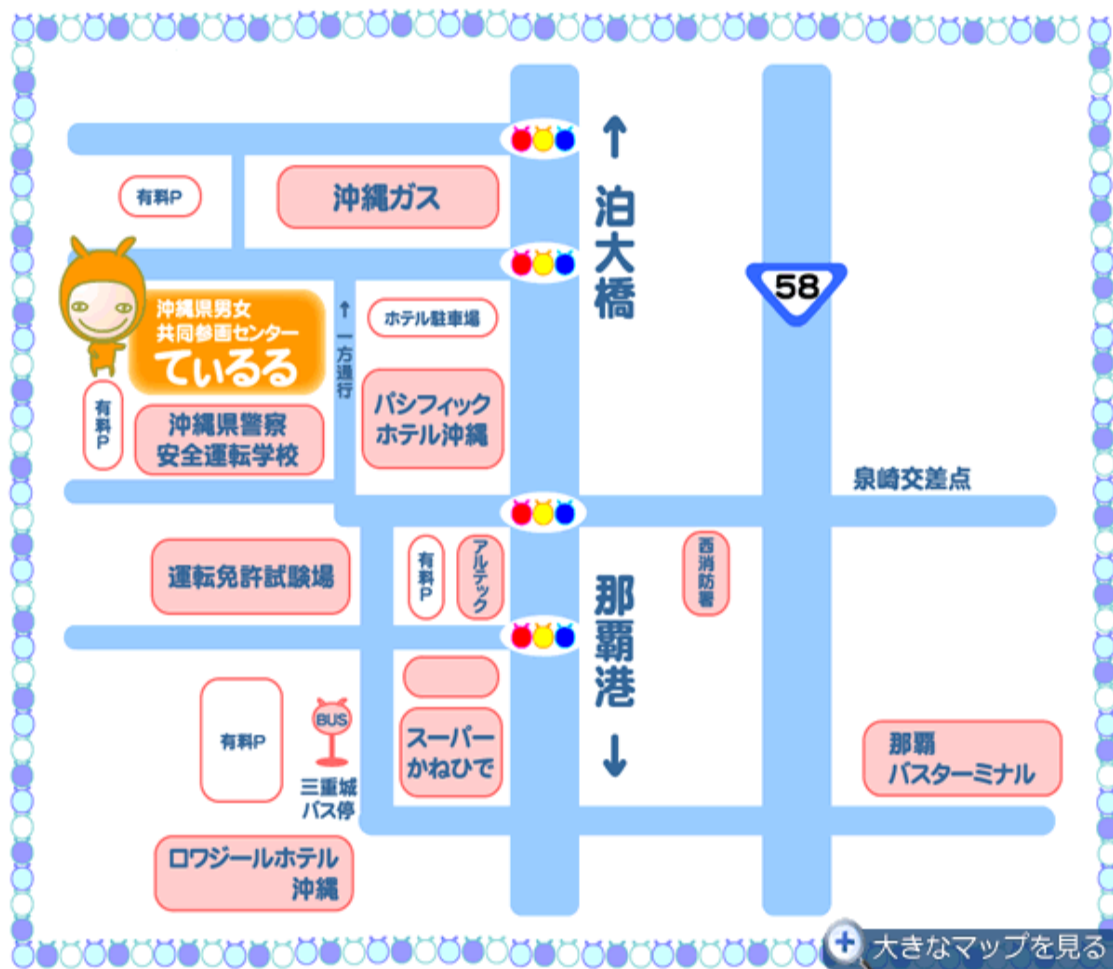 有料P
沖縄ガス
↑
泊大橋
58
沖縄県男女
共同参画センター
てぃるる
↑一方通行
ホテル駐車場
パシフィック
ホテル沖縄
有料P
沖縄県警察
安全運転学校
泉崎交差点
運転免許試験場
有料P
アルテック
西消防署
那覇港
↓
有料P
BUS
三重城
バス停
スーパー
かねひで
那覇
バスターミナル
ロワジールホテル
沖縄
大きなマップを見る